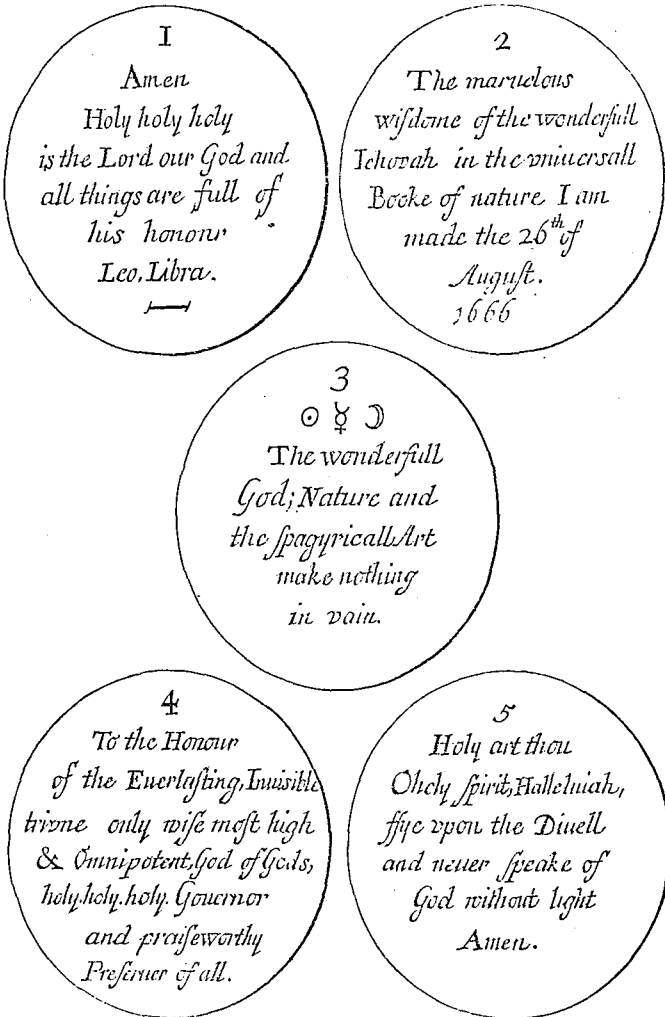 1
Amen
Holy holy holy
is the Lord our God and
all things are full of
his honour
Leo, Libra.
2
The maruelous
wiſdome of the wonderfull
Iehovah in the vniuersall
Booke of nature I am
made the 26th of
Auguſt.
1666
3
☉ ☿ ☽
The wonderfull
God; Nature and
the ſpagyricall Art
make nothing
in vain.
4
To the Honour
of the Euerlaſting, Inuisible
trivne only wiſe moſt high
& Omnipotent, God of Gods,
holy. holy. holy. Gouernor
and praiſeworthy
Preſeruer of all.
5
Holy art thou
O holy ſpirit, Halleluiah,
ffye vpon the Diuell
and neuer ſpeake of
God without light
Amen.